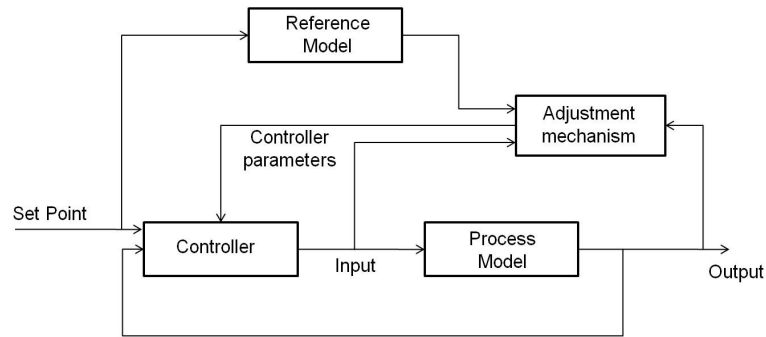 Reference
Model
Adjustment
mechanism
Controller
parameters
Set Point
Controller
Process
Model
Input
Output